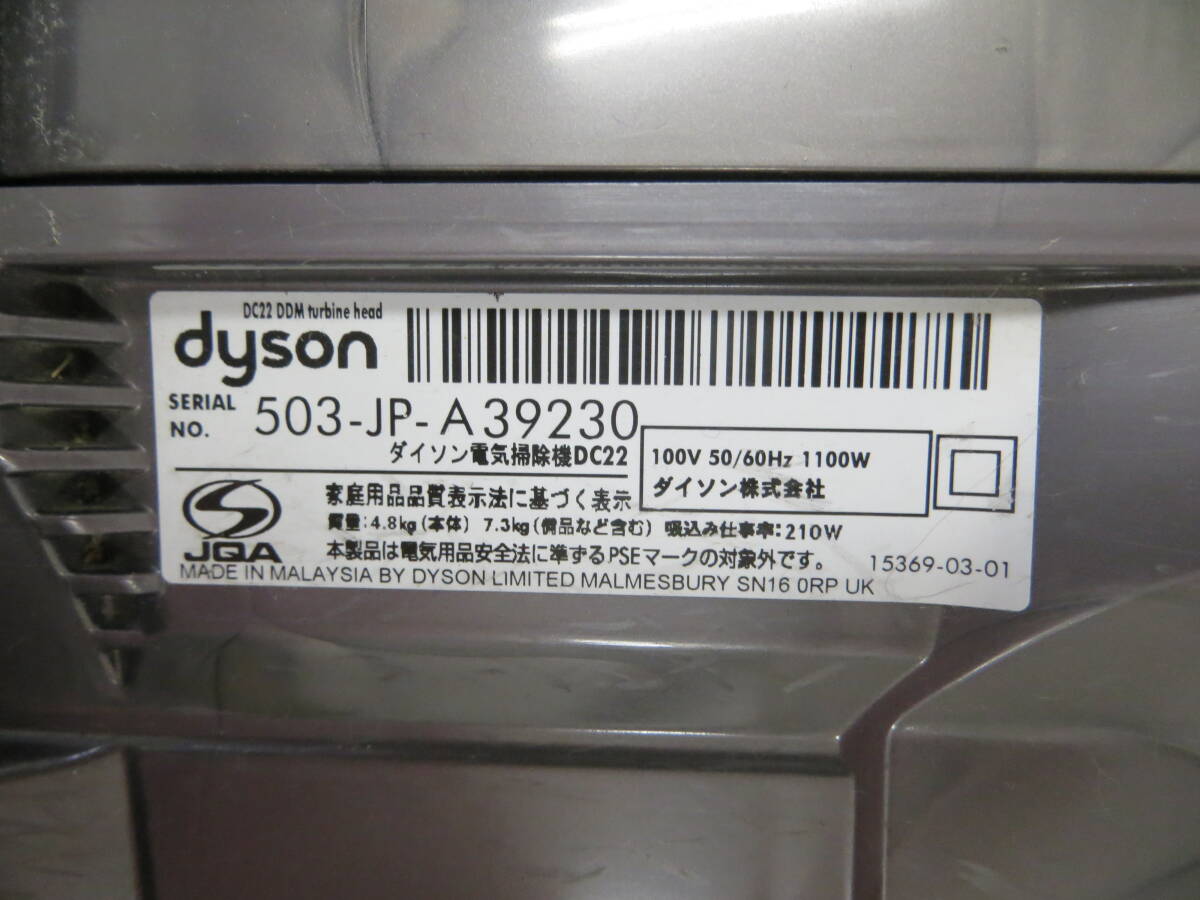 DC22 DDM turbine head
dyson
SERIAL NO. 503-JP-A39230
ダイソン電気掃除機DC22
100V 50/60Hz 1100W
ダイソン株式会社
JQA
家庭用品品質表示法に基づく表示
質量:4.8kg(本体) 7.3kg(備品など含む) 吸込み仕事率:210W
本製品は電気用品安全法に準ずるPSEマークの対象外です。
15369-03-01
MADE IN MALAYSIA BY DYSON LIMITED MALMESBURY SN16 0RP UK